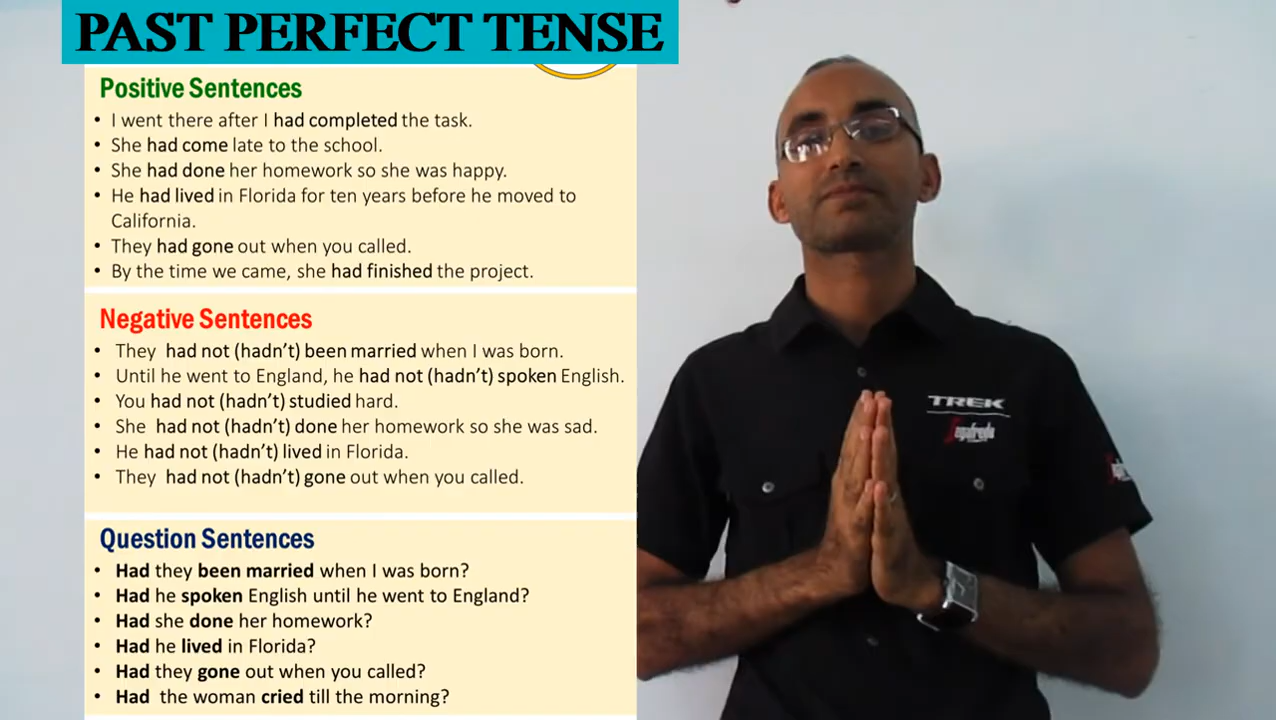 PAST PERFECT TENSE
Positive Sentences
• I went there after I had completed the task.
• She had come late to the school.
• She had done her homework so she was happy.
• He had lived in Florida for ten years before he moved to
California.
• They had gone out when you called.
• By the time we came, she had finished the project.
Negative Sentences
• They had not (hadn't) been married when I was born.
• Until he went to England, he had not (hadn't) spoken English.
• You had not (hadn't) studied hard.
• She had not (hadn't) done her homework so she was sad.
• He had not (hadn't) lived in Florida.
• They had not (hadn't) gone out when you called.
Question Sentences
• Had they been married when I was born?
• Had he spoken English until he went to England?
• Had she done her homework?
• Had he lived in Florida?
• Had they gone out when you called?
• Had the woman cried till the morning?
TREK